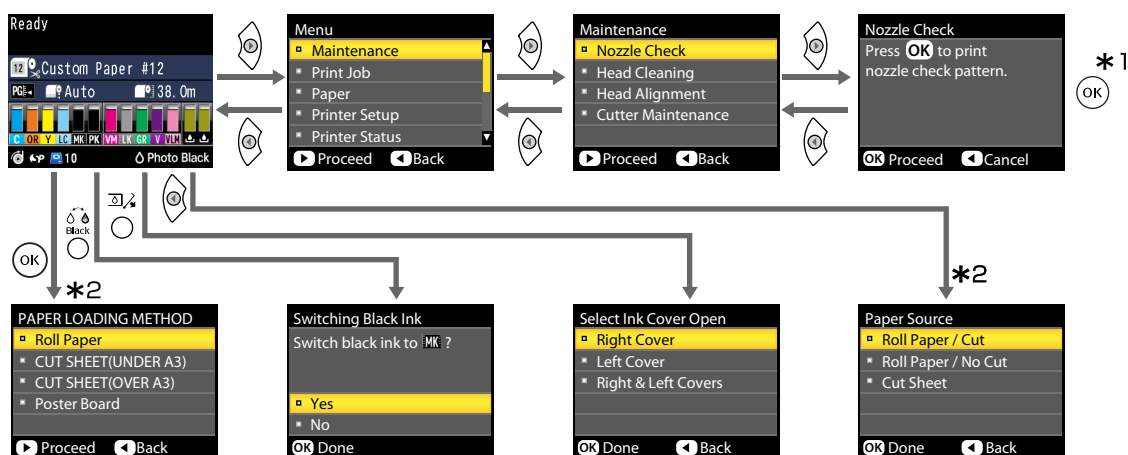 Ready
12 Custom Paper #12
PG Auto 38.0m
C OR Y LC MK PK VM LK GR V VLM
10 Photo Black
Menu
Maintenance
Print Job
Paper
Printer Setup
Printer Status
Proceed Back
Maintenance
Nozzle Check
Head Cleaning
Head Alignment
Cutter Maintenance
Proceed Back
Nozzle Check
Press OK to print
nozzle check pattern.
OK Proceed Cancel
*1
OK
Black
OK
*2
*2
PAPER LOADING METHOD
Roll Paper
CUT SHEET(UNDER A3)
CUT SHEET(OVER A3)
Poster Board
Proceed Back
Switching Black Ink
Switch black ink to MK ?
Yes
No
OK Done
Select Ink Cover Open
Right Cover
Left Cover
Right & Left Covers
OK Done Back
Paper Source
Roll Paper / Cut
Roll Paper / No Cut
Cut Sheet
OK Done Back